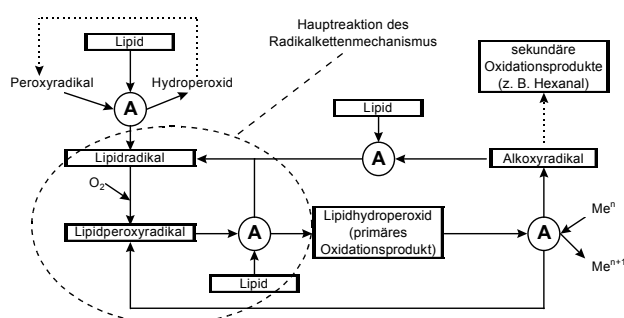 Hauptreaktion des
Radikalkettenmechanismus
Lipid
Peroxyradikal
Hydroperoxid
A
sekundäre
Oxidationsprodukte
(z. B. Hexanal)
Lipid
Lipidradikal
A
Alkoxyradikal
O2
Lipidperoxyradikal
A
Lipidhydroperoxid
(primäres
Oxidationsprodukt)
A
Me^n
Me^n+1
Lipid